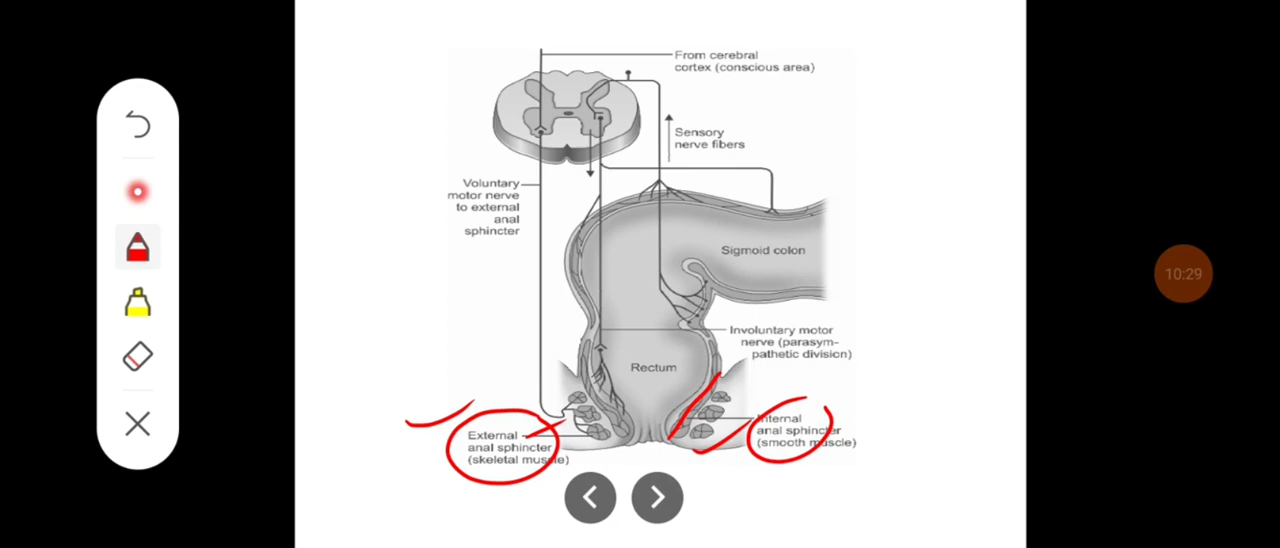 From cerebral
cortex (conscious area)
Sensory
nerve fibers
Voluntary
motor nerve
to external
anal
sphincter
Sigmoid colon
10:29
Involuntary motor
nerve (parasym-
pathetic division)
Rectum
External
anal sphincter
(skeletal muscle)
Internal
anal sphincter
(smooth muscle)